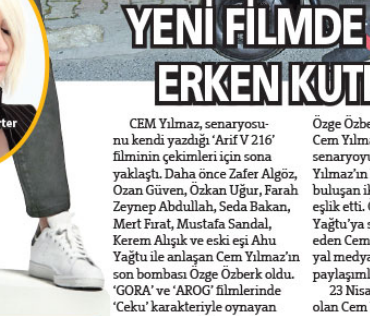 YENİ FİLMDE
ERKEN
rter
CEM Yılmaz, senaryosu-
nu kendi yazdığı ‘Arif V 216’
filminin çekimleri için sona
yaklaştı. Daha önce Zafer Algöz,
Ozan Güven, Özkan Uğur, Farah
Zeynep Abdullah, Seda Bakan,
Mert Fırat, Mustafa Sandal,
Kerem Alışık ve eski eşi Ahu
Yağtu ile anlaşan Cem Yılmaz’ın
son bombası Özge Özberk oldu.
‘GORA’ ve ‘AROG’ filmlerinde
‘Ceku’ karakteriyle oynayan
Özge Özbe
Cem Yılma
senaryoyu
Yılmaz’ın
buluşan ik
eşlik etti. C
Yağtu’ya s
eden Cem
yal medya
paylaşıml
23 Nisa
olan Cem